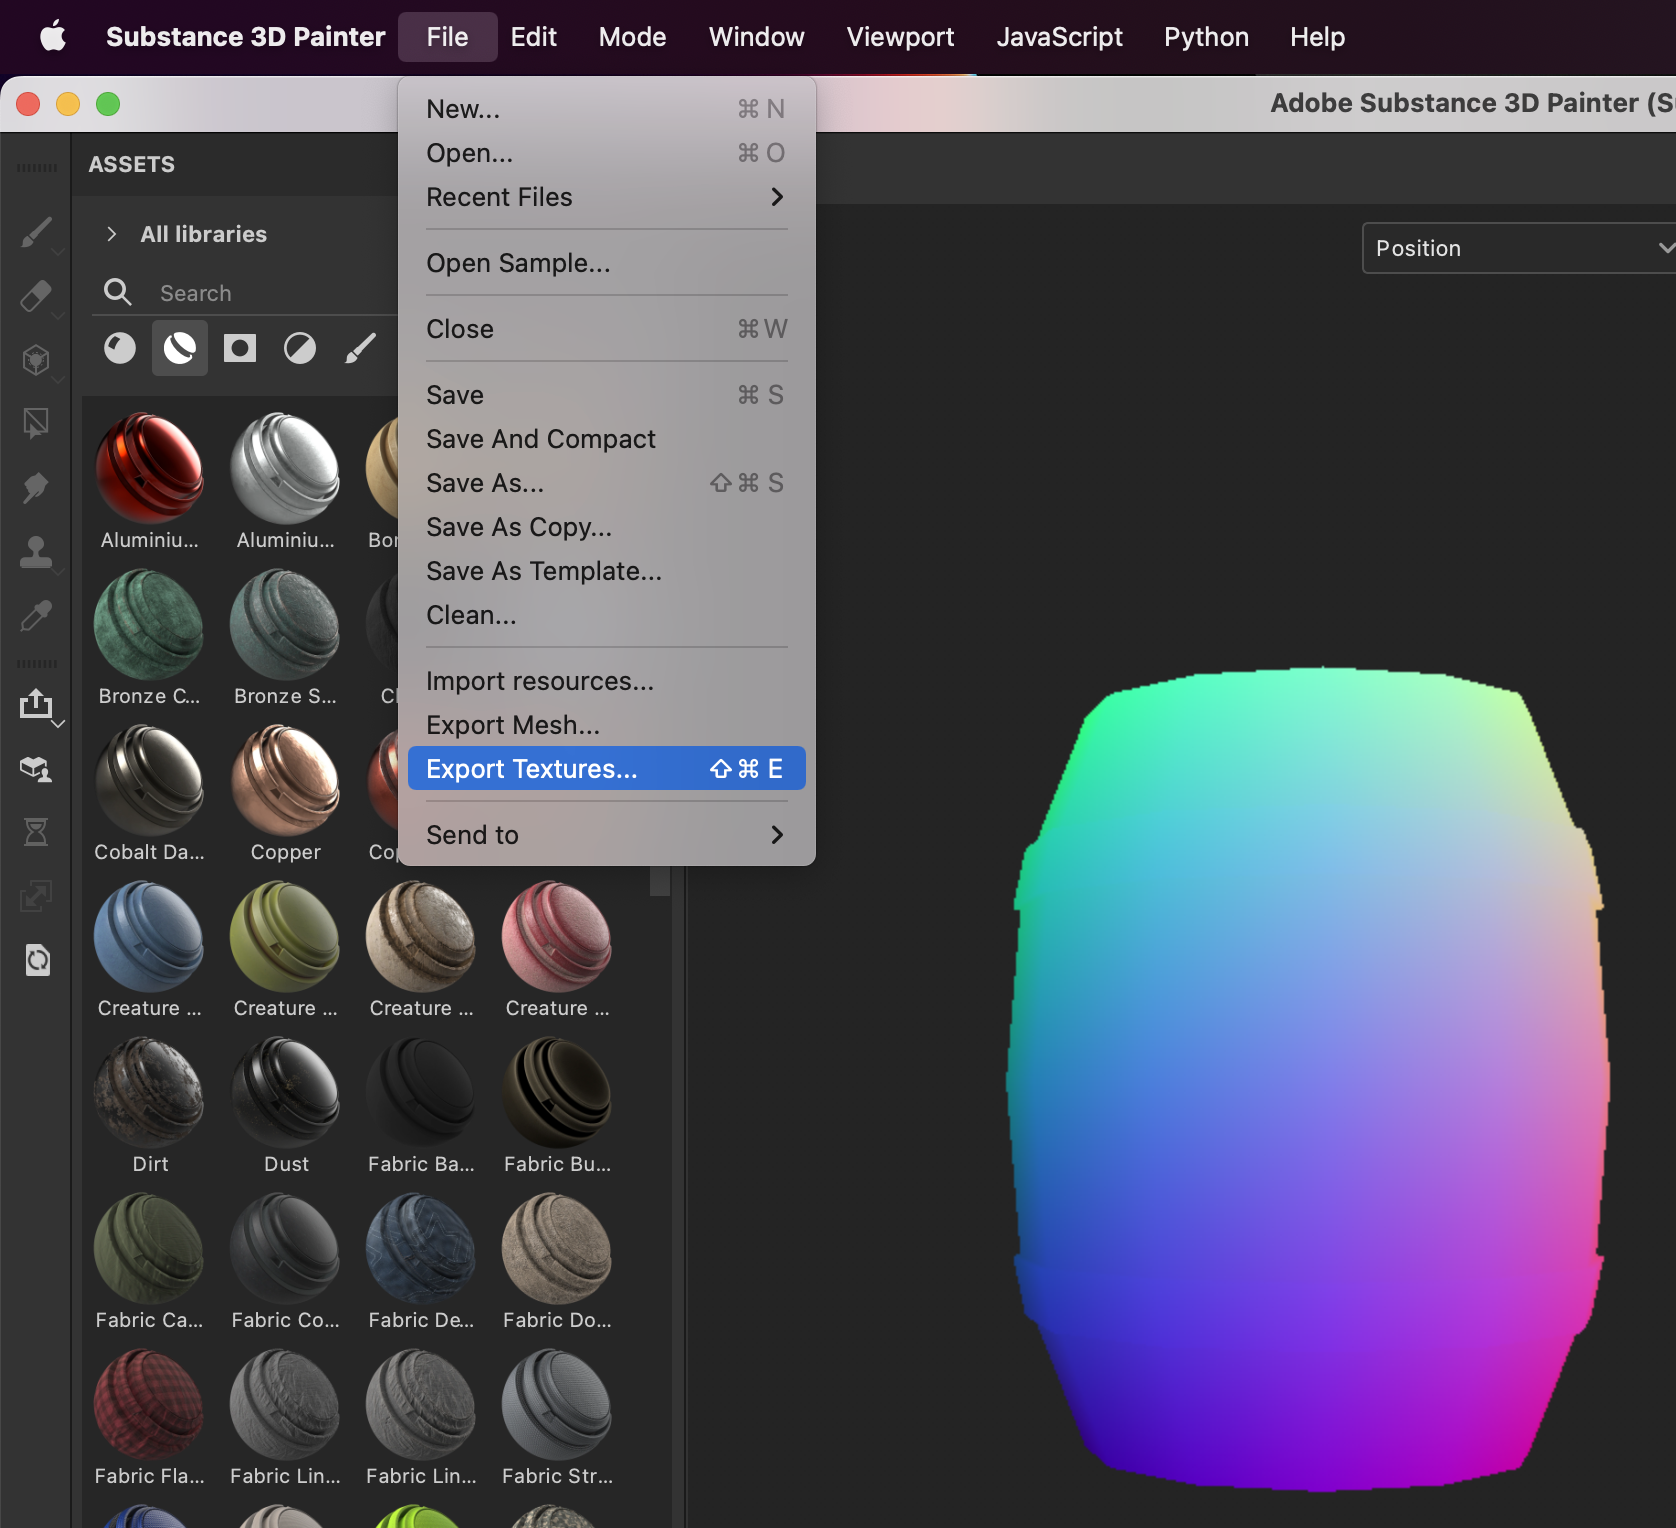 Substance 3D Painter File Edit Mode Window Viewport JavaScript Python Help
Adobe Substance 3D Painter (S
ASSETS
All libraries
Search
New... ⌘ N
Open... ⌘ O
Recent Files
Open Sample...
Close ⌘ W
Save ⌘ S
Save And Compact
Save As... ⇧ ⌘ S
Save As Copy...
Save As Template...
Clean...
Import resources...
Export Mesh...
Export Textures... ⇧ ⌘ E
Send to
Position
Aluminiu... Aluminiu... Bor
Bronze C... Bronze S... Cl
Cobalt Da... Copper Cop
Creature ... Creature ... Creature ... Creature ...
Dirt Dust Fabric Ba... Fabric Bu...
Fabric Ca... Fabric Co... Fabric De... Fabric Do...
Fabric Fla... Fabric Lin... Fabric Lin... Fabric Str...